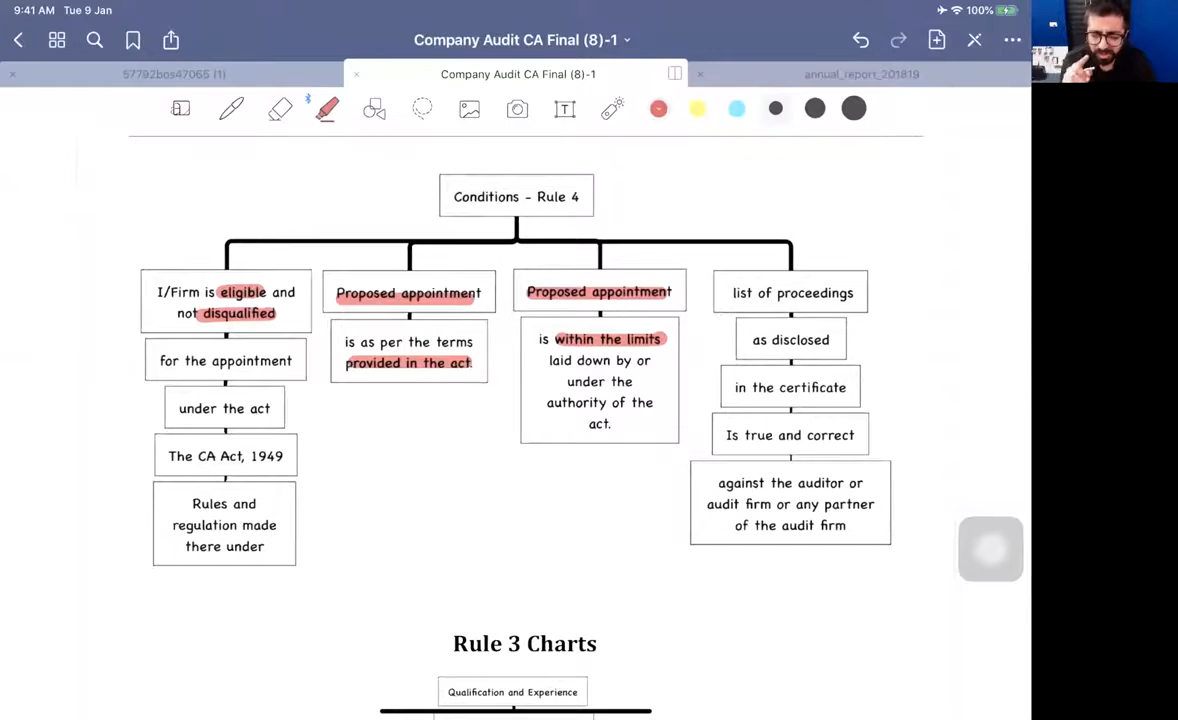 9:41 AM Tue 9 Jan
100%
Company Audit CA Final (8)-1
57792bos47065 (1)
Company Audit CA Final (8)-1
annual_report_201819
T
Conditions - Rule 4
I/Firm is eligible and
not disqualified
for the appointment
under the act
The CA Act, 1949
Rules and
regulation made
there under
Proposed appointment
is as per the terms
provided in the act.
Proposed appointment
is within the limits
laid down by or
under the
authority of the
act.
list of proceedings
as disclosed
in the certificate
Is true and correct
against the auditor or
audit firm or any partner
of the audit firm
Rule 3 Charts
Qualification and Experience